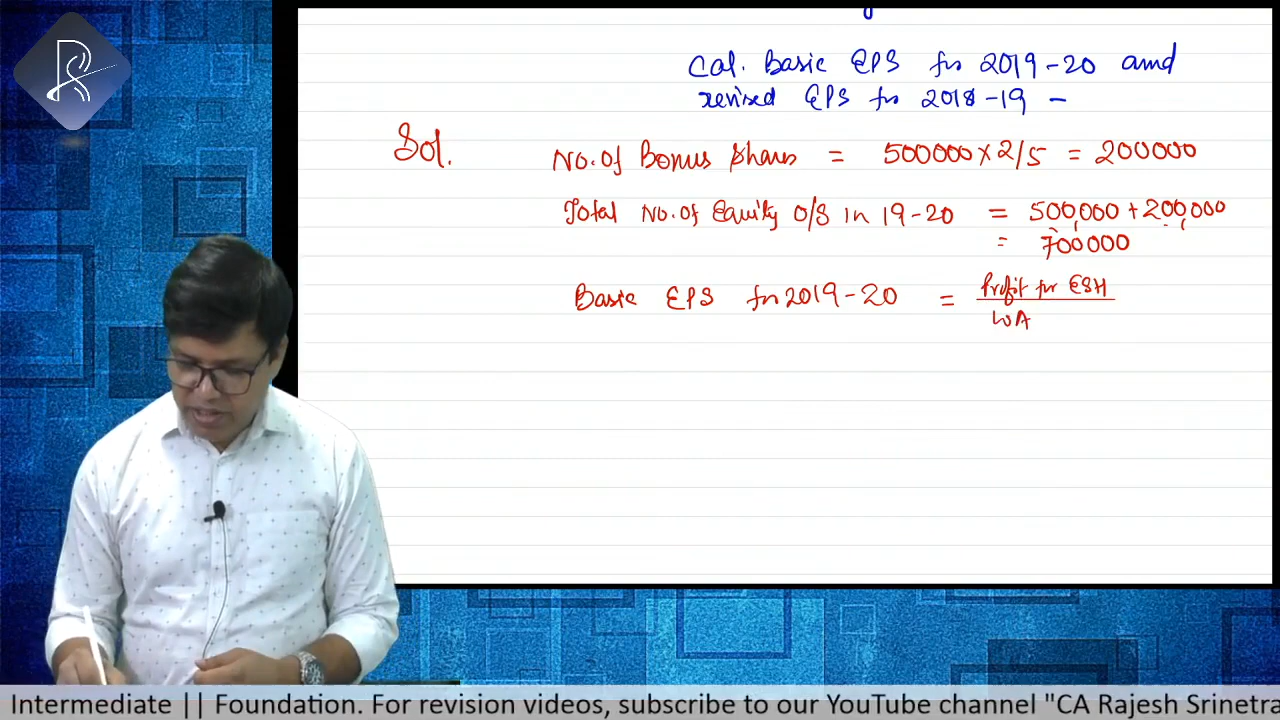 Cal. Basic EPS for 2019-20 and
revised EPS for 2018-19 -
Sol.
No. of Bonus Shares = 500000 × 2/5 = 200000
Total No. of Equity O/S in 19-20 = 500,000 + 200,000
= 700000
Basic EPS for 2019-20 = Profit for ESH
WA
Intermediate || Foundation. For revision videos, subscribe to our YouTube channel "CA Rajesh Srinetra